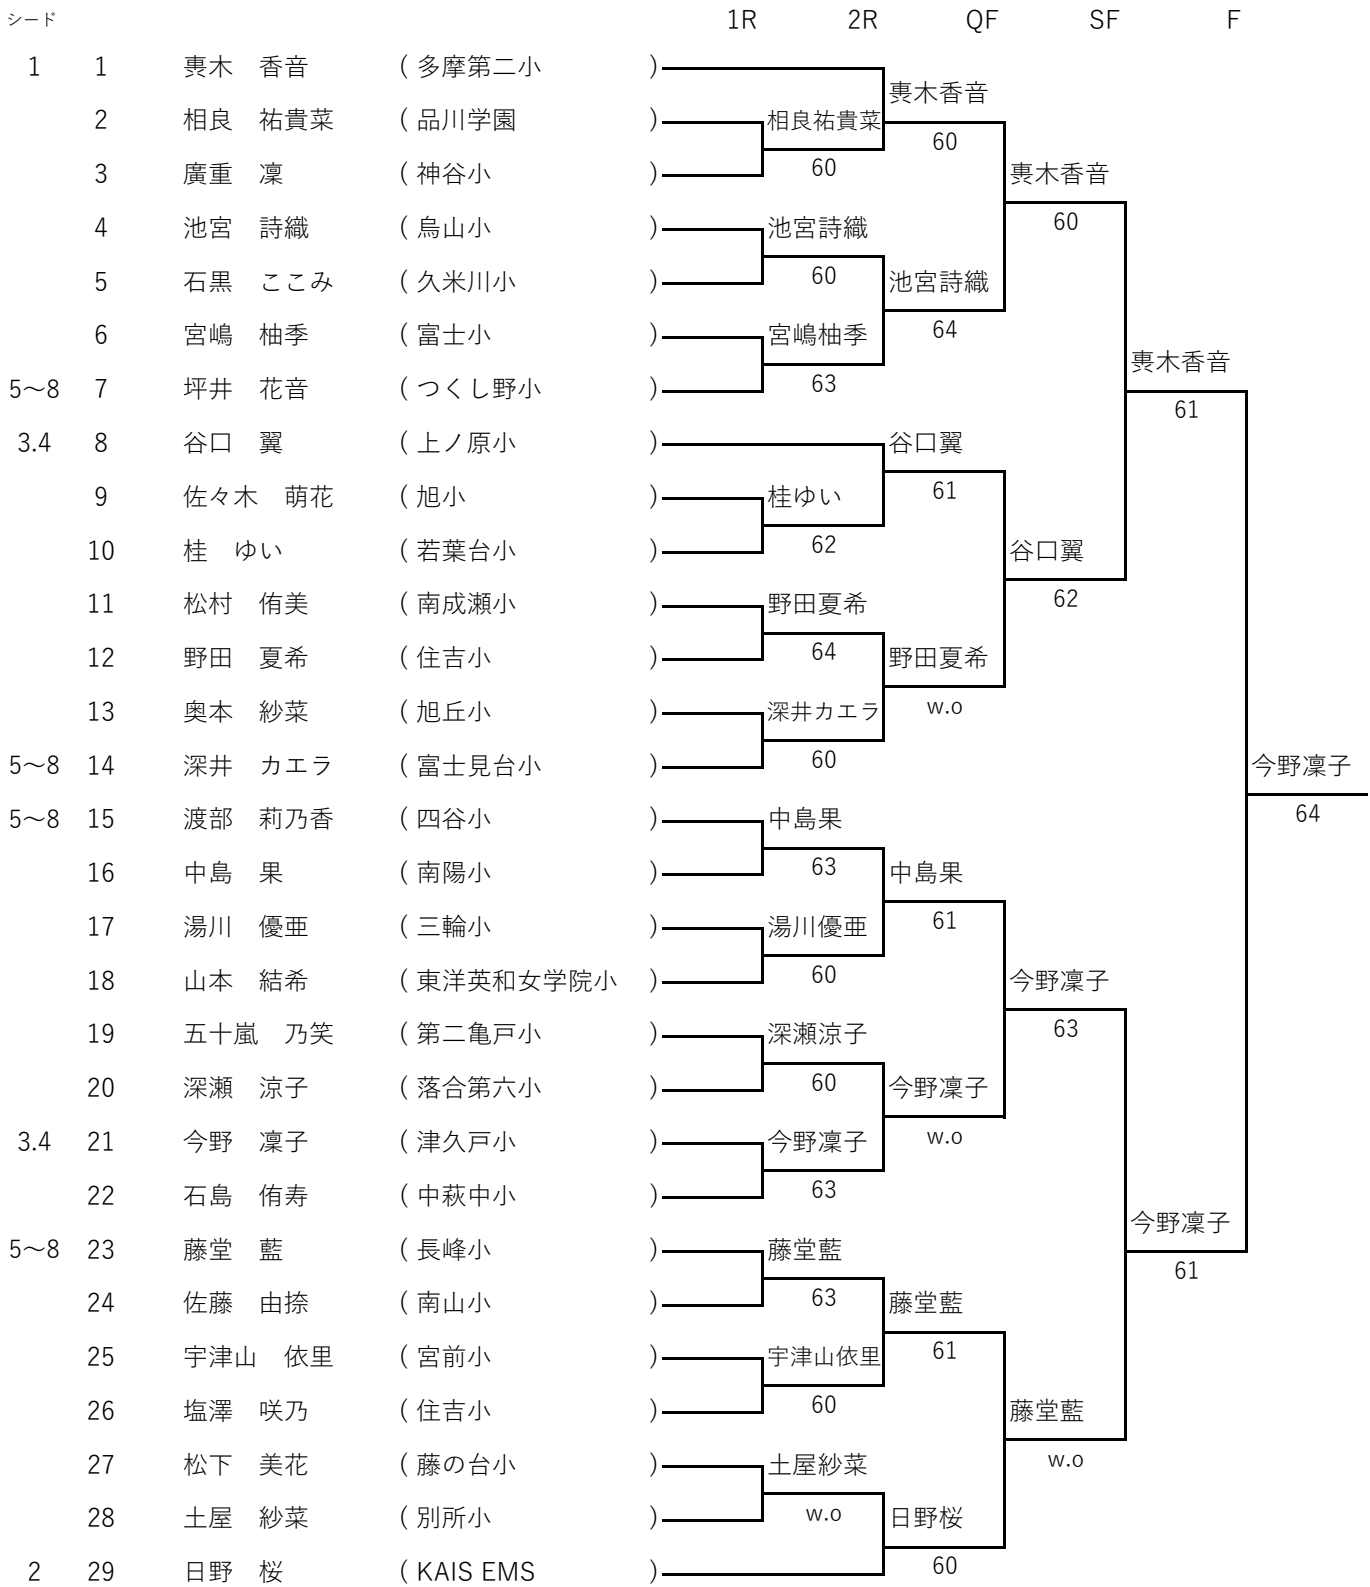 シード 1R 2R QF SF F
1 1 橆木 香音 ( 多摩第二小 )
橆木香音
2 相良 祐貴菜 ( 品川学園 ) 相良祐貴菜
60
3 廣重 凜 ( 神谷小 ) 60 橆木香音
4 池宮 詩織 ( 烏山小 ) 池宮詩織 60
5 石黒 ここみ ( 久米川小 ) 60 池宮詩織
6 宮嶋 柚季 ( 富士小 ) 宮嶋柚季 64
橆木香音
5～8 7 坪井 花音 ( つくし野小 ) 63
61
3.4 8 谷口 翼 ( 上ノ原小 ) 谷口翼
9 佐々木 萌花 ( 旭小 ) 桂ゆい 61
10 桂 ゆい ( 若葉台小 ) 62 谷口翼
11 松村 侑美 ( 南成瀬小 ) 野田夏希 62
12 野田 夏希 ( 住吉小 ) 64 野田夏希
13 奥本 紗菜 ( 旭丘小 ) 深井カエラ w.o
5～8 14 深井 カエラ ( 富士見台小 ) 60 今野凜子
5～8 15 渡部 莉乃香 ( 四谷小 ) 中島果 64
16 中島 果 ( 南陽小 ) 63 中島果
17 湯川 優亜 ( 三輪小 ) 湯川優亜 61
18 山本 結希 ( 東洋英和女学院小 ) 60 今野凜子
19 五十嵐 乃笑 ( 第二亀戸小 ) 深瀬涼子 63
20 深瀬 涼子 ( 落合第六小 ) 60 今野凜子
3.4 21 今野 凜子 ( 津久戸小 ) 今野凜子 w.o
22 石島 侑寿 ( 中萩中小 ) 63
今野凜子
5～8 23 藤堂 藍 ( 長峰小 ) 藤堂藍
61
24 佐藤 由捺 ( 南山小 ) 63 藤堂藍
25 宇津山 依里 ( 宮前小 ) 宇津山依里 61
26 塩澤 咲乃 ( 住吉小 ) 60 藤堂藍
27 松下 美花 ( 藤の台小 ) 土屋紗菜 w.o
28 土屋 紗菜 ( 別所小 ) w.o 日野桜
2 29 日野 桜 ( KAIS EMS ) 60